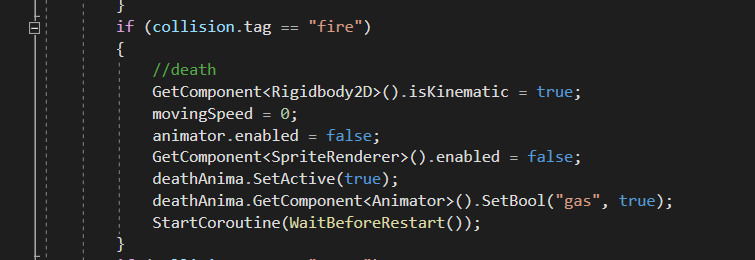 }
if (collision.tag == "fire")
{
//death
GetComponent<Rigidbody2D>().isKinematic = true;
movingSpeed = 0;
animator.enabled = false;
GetComponent<SpriteRenderer>().enabled = false;
deathAnima.SetActive(true);
deathAnima.GetComponent<Animator>().SetBool("gas", true);
StartCoroutine(WaitBeforeRestart());
}